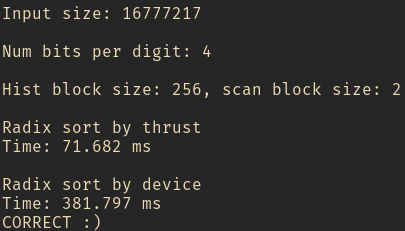 Input size: 16777217
Num bits per digit: 4
Hist block size: 256, scan block size: 2
Radix sort by thrust
Time: 71.682 ms
Radix sort by device
Time: 381.797 ms
CORRECT :)